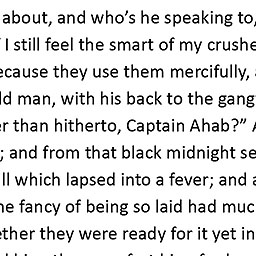 about, and who's he speaking to,
I still feel the smart of my crushe
ecause they use them mercifully,
ld man, with his back to the gang
er than hitherto, Captain Ahab?"
; and from that black midnight se
ll which lapsed into a fever; and a
he fancy of being so laid had muc
ether they were ready for it yet in